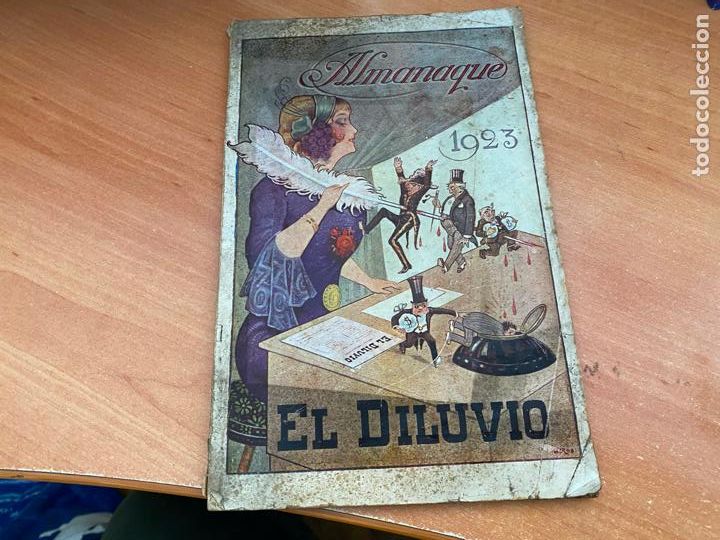 Almanaque
1923
$
EL DILUVIO
EL DILUVIO
todocoleccion